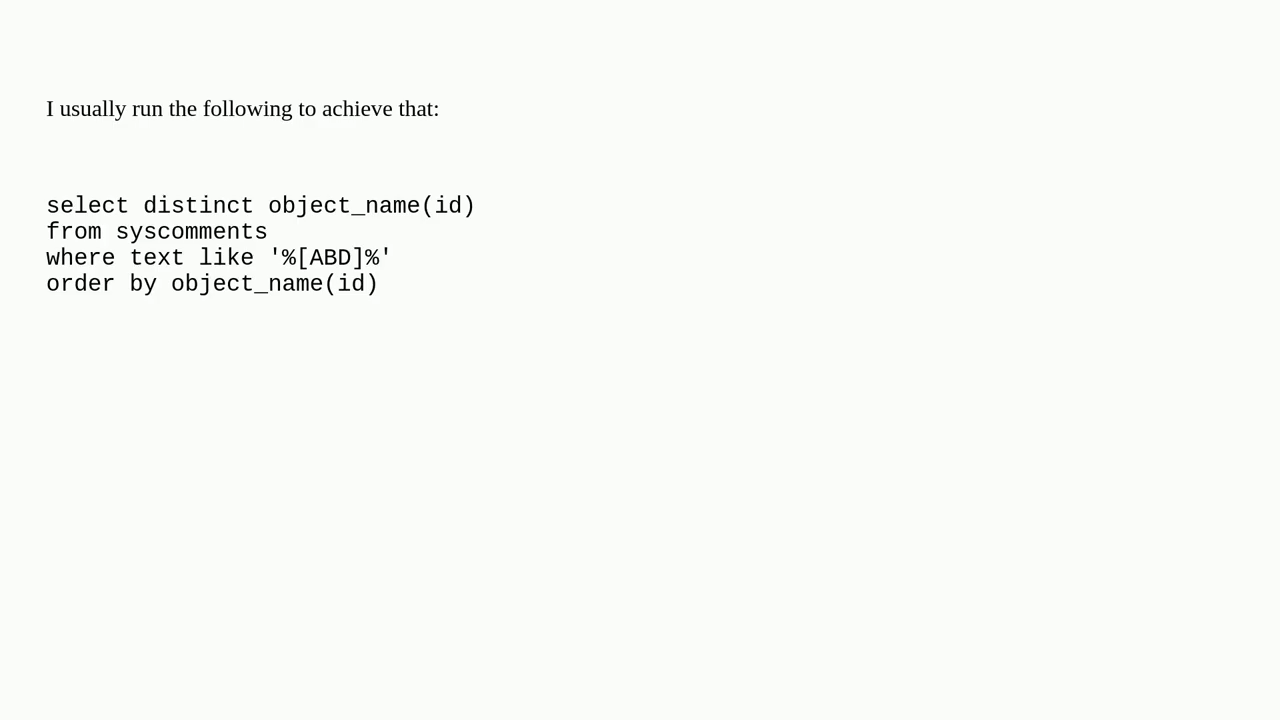 I usually run the following to achieve that:
select distinct object_name(id)
from syscomments
where text like '%[ABD]%'
order by object_name(id)